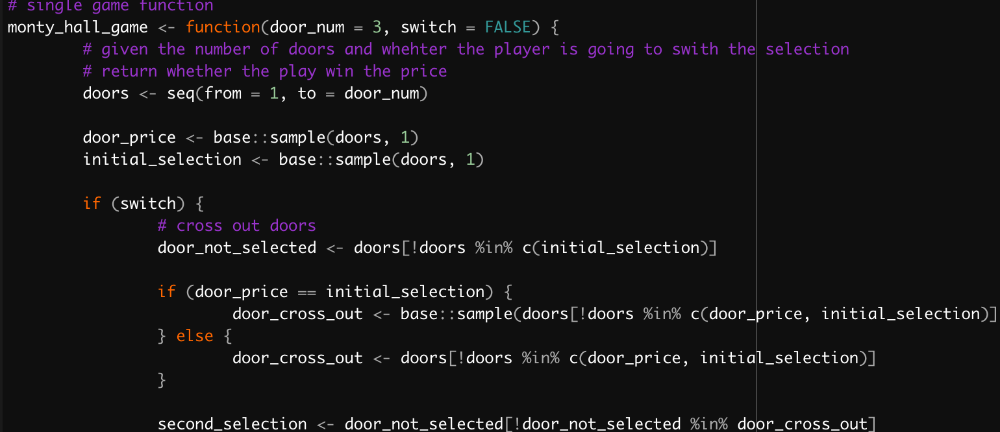 # single game function
monty_hall_game <- function(door_num = 3, switch = FALSE) {
# given the number of doors and whehter the player is going to swith the selection
# return whether the play win the price
doors <- seq(from = 1, to = door_num)
door_price <- base::sample(doors, 1)
initial_selection <- base::sample(doors, 1)
if (switch) {
# cross out doors
door_not_selected <- doors[!doors %in% c(initial_selection)]
if (door_price == initial_selection) {
door_cross_out <- base::sample(doors[!doors %in% c(door_price, initial_selection)]
} else {
door_cross_out <- doors[!doors %in% c(door_price, initial_selection)]
}
second_selection <- door_not_selected[!door_not_selected %in% door_cross_out]